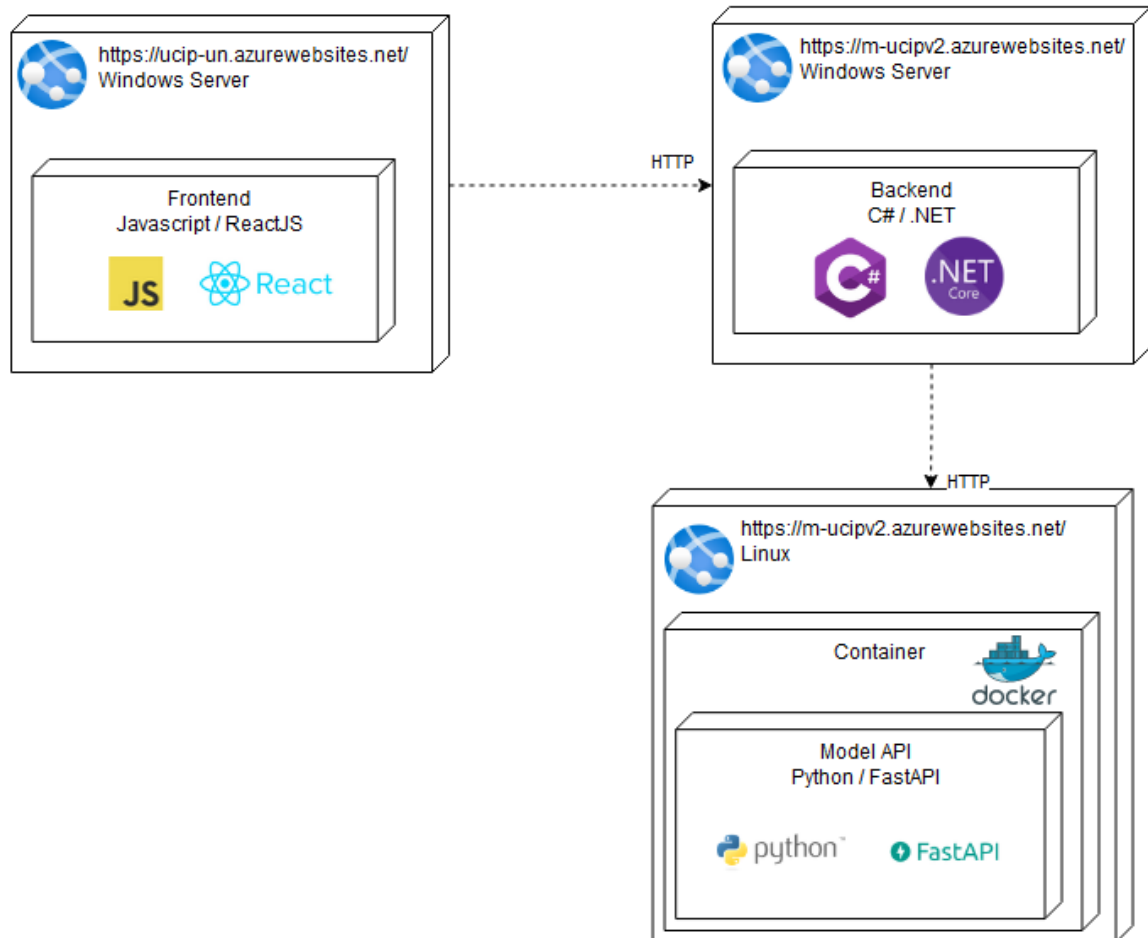 https://ucip-un.azurewebsites.net/
Windows Server
Frontend
Javascript / ReactJS
JS
React
HTTP
https://m-ucipv2.azurewebsites.net/
Windows Server
Backend
C# / .NET
C#
.NET
Core
HTTP
https://m-ucipv2.azurewebsites.net/
Linux
Container
docker
Model API
Python / FastAPI
python™
FastAPI